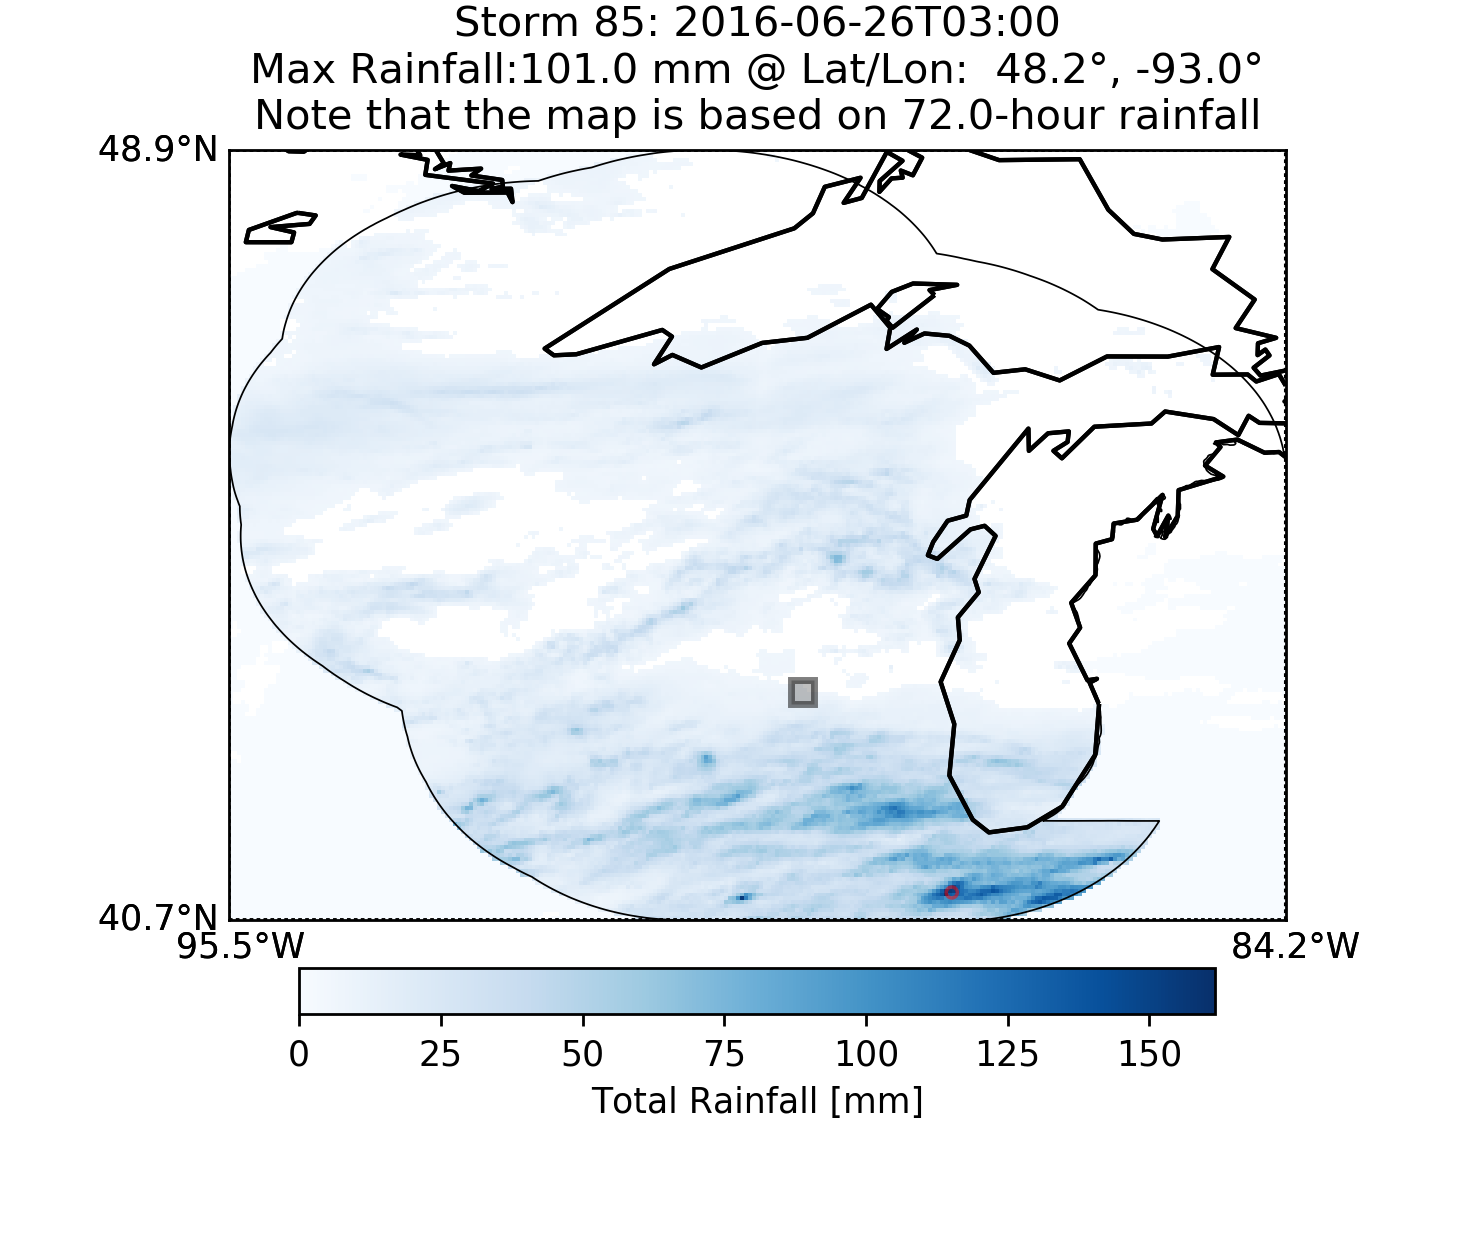 Storm 85: 2016-06-26T03:00
Max Rainfall:101.0 mm @ Lat/Lon:  48.2°, -93.0°
Note that the map is based on 72.0-hour rainfall
48.9°N
40.7°N
95.5°W 84.2°W
0 25 50 75 100 125 150
Total Rainfall [mm]